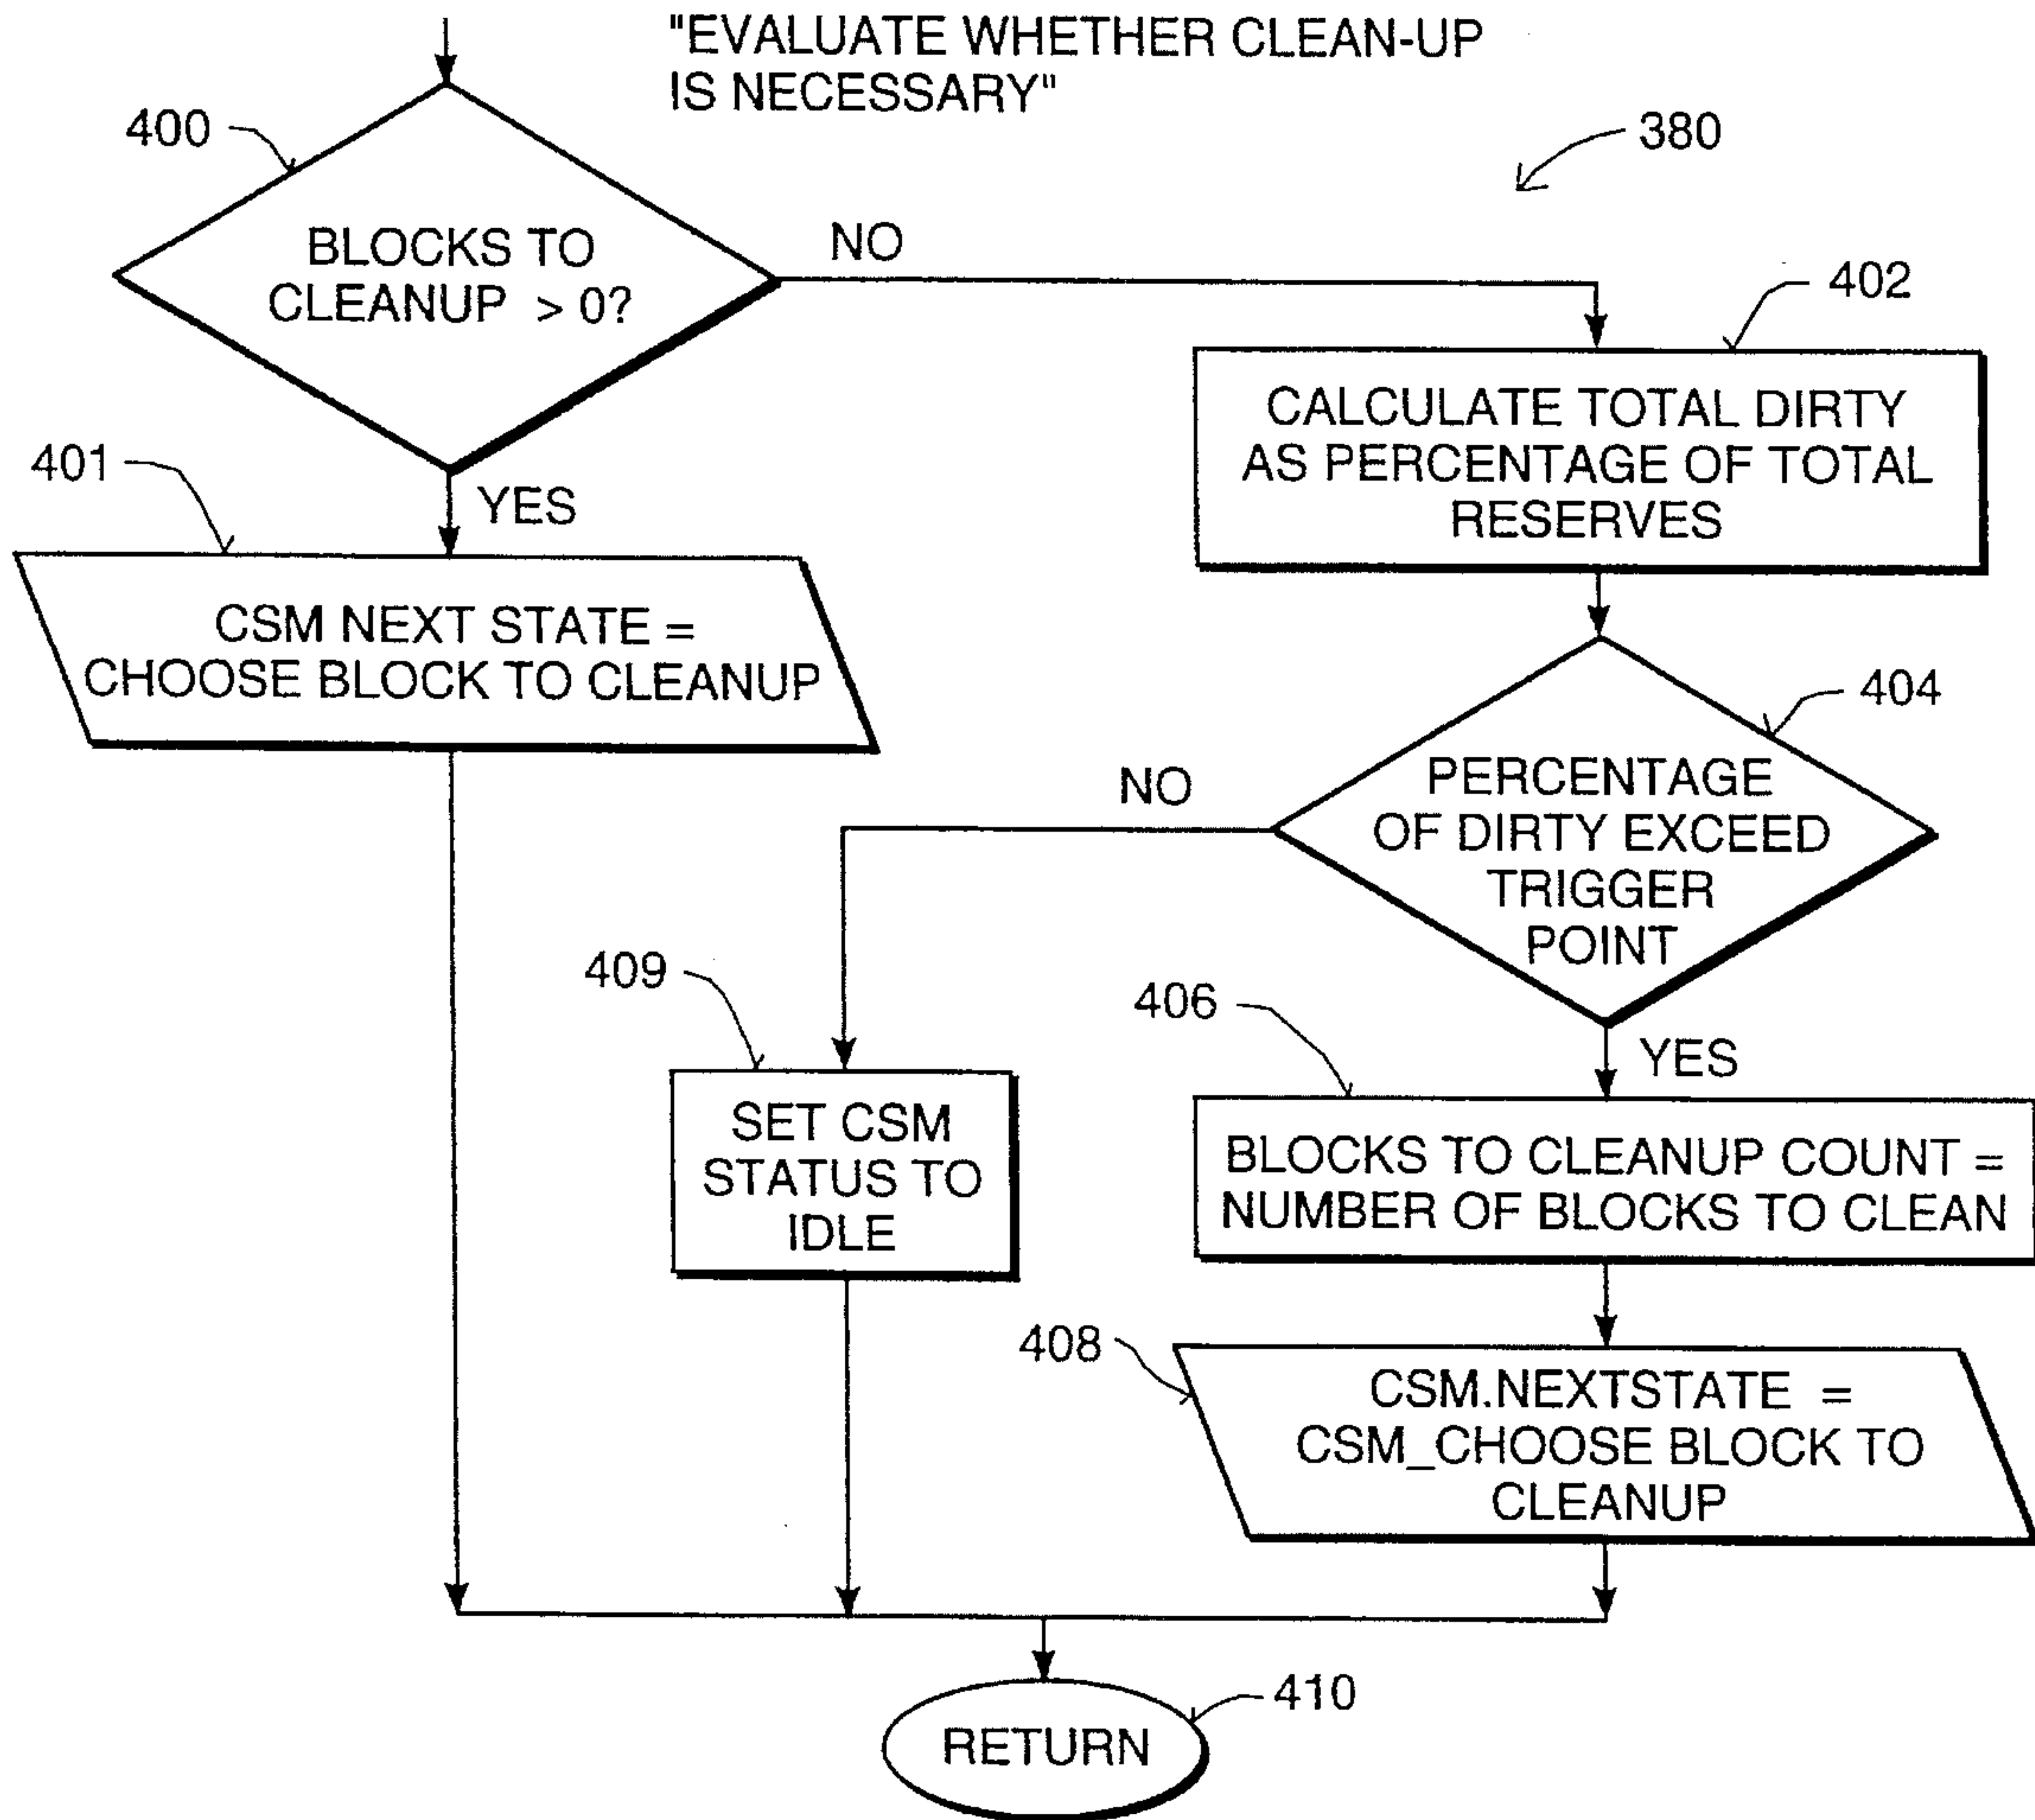 "EVALUATE WHETHER CLEAN-UP
IS NECESSARY"
380
400
BLOCKS TO
CLEANUP > 0?
NO
402
CALCULATE TOTAL DIRTY
AS PERCENTAGE OF TOTAL
RESERVES
401
YES
CSM NEXT STATE =
CHOOSE BLOCK TO CLEANUP
404
PERCENTAGE
OF DIRTY EXCEED
TRIGGER
POINT
NO
409
SET CSM
STATUS TO
IDLE
406
YES
BLOCKS TO CLEANUP COUNT =
NUMBER OF BLOCKS TO CLEAN
408
CSM.NEXTSTATE =
CSM_CHOOSE BLOCK TO
CLEANUP
410
RETURN